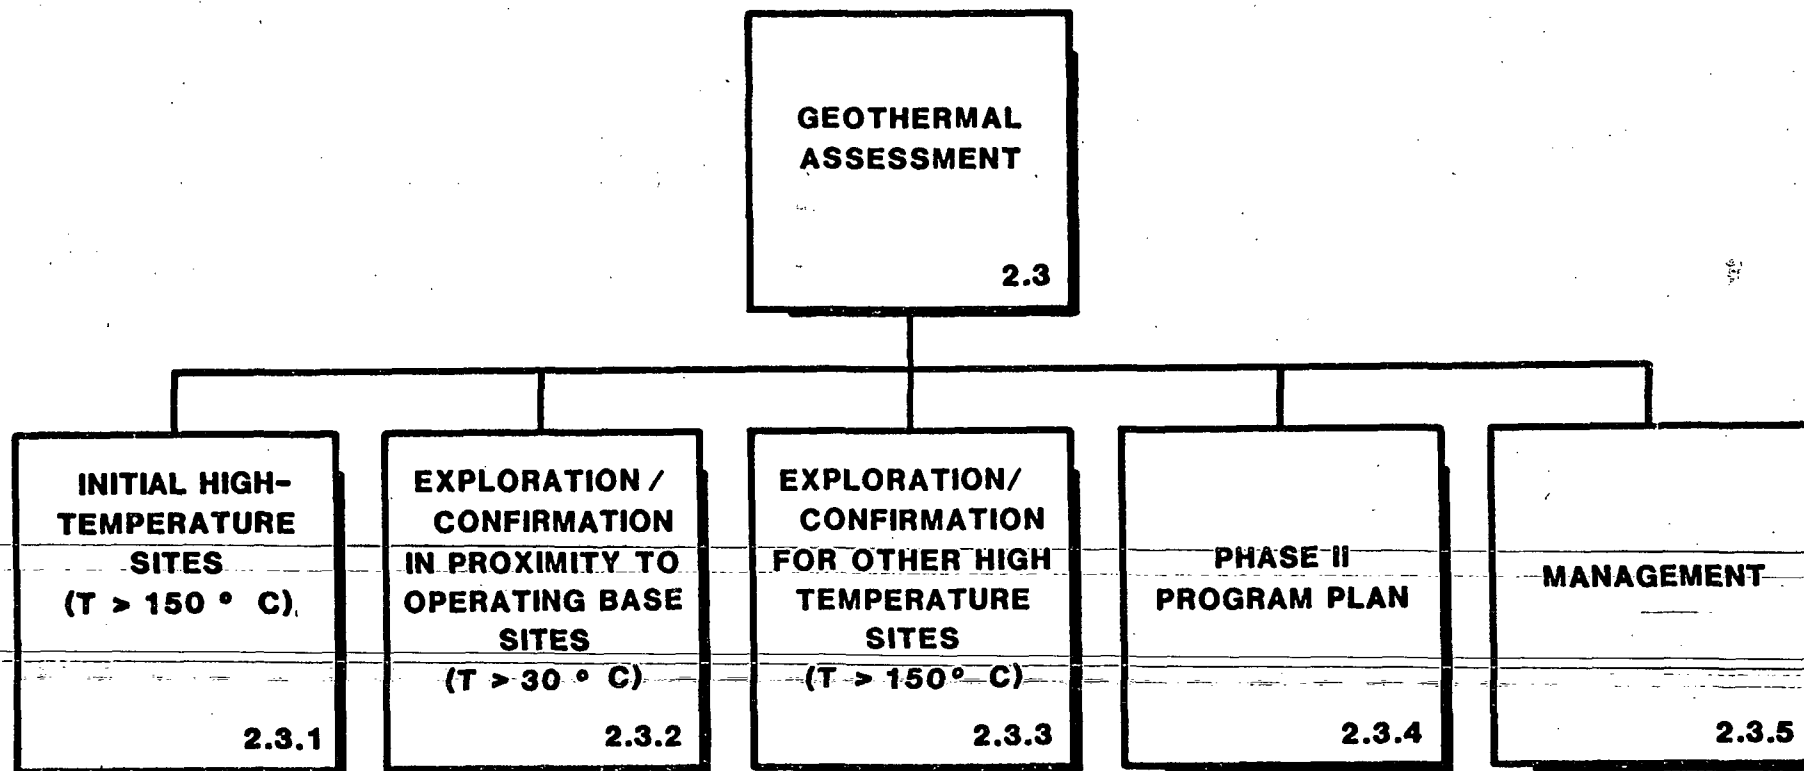 GEOTHERMAL
ASSESSMENT
2.3
INITIAL HIGH-
TEMPERATURE
SITES
(T > 150 ° C)
2.3.1
EXPLORATION /
CONFIRMATION
IN PROXIMITY TO
OPERATING BASE
SITES
(T > 30 ° C)
2.3.2
EXPLORATION/
CONFIRMATION
FOR OTHER HIGH
TEMPERATURE
SITES
(T > 150° C)
2.3.3
PHASE II
PROGRAM PLAN
2.3.4
MANAGEMENT
2.3.5